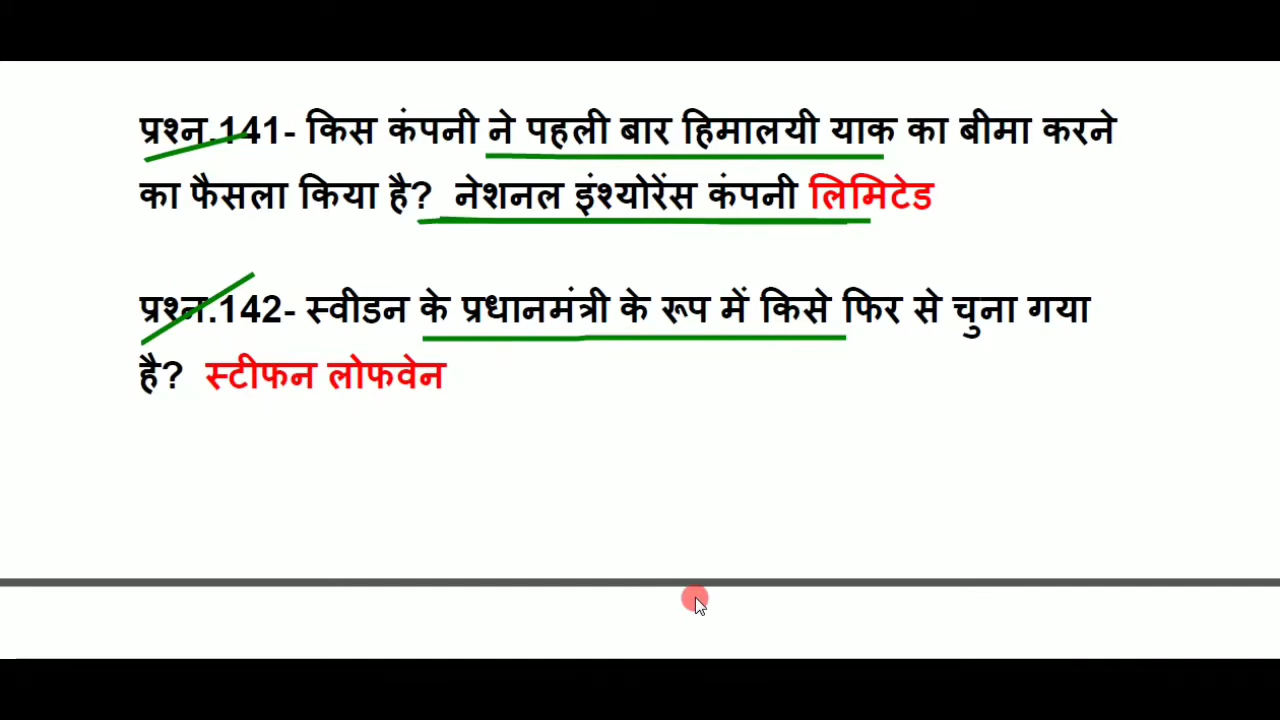 प्रश्न.141- किस कंपनी ने पहली बार हिमालयी याक का बीमा करने
का फैसला किया है? नेशनल इंश्योरेंस कंपनी लिमिटेड
प्रश्न.142- स्वीडन के प्रधानमंत्री के रूप में किसे फिर से चुना गया
है? स्टीफन लोफवेन